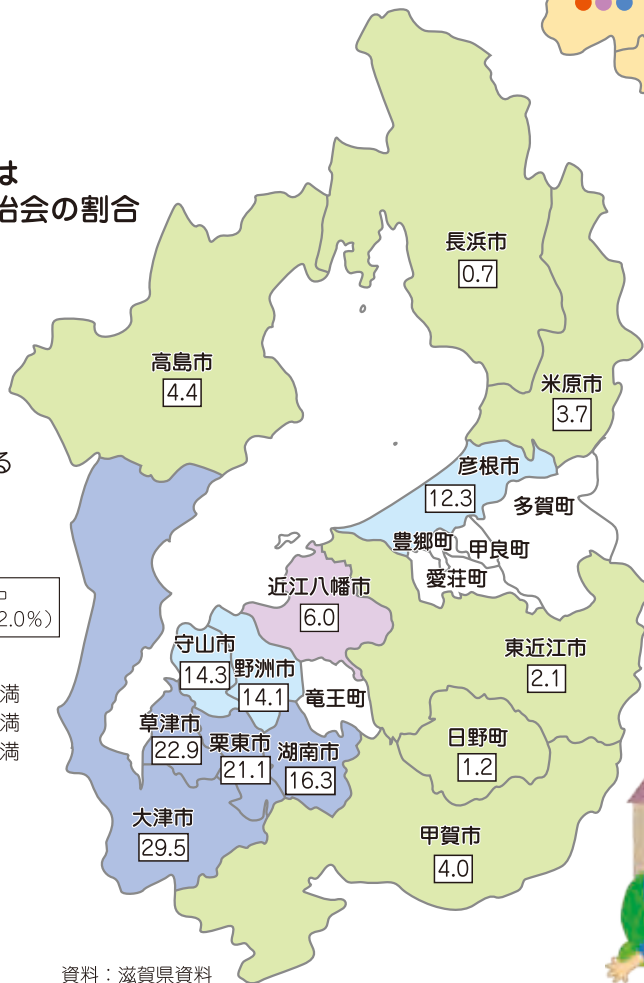 は
治会の割合
長浜市
0.7
高島市
4.4
米原市
3.7
る
彦根市
12.3
多賀町
豊郷町
甲良町
愛荘町
近江八幡市
6.0
2.0%）
守山市
14.3
野洲市
14.1
竜王町
東近江市
2.1
満
満
満
草津市
22.9
栗東市
21.1
湖南市
16.3
日野町
1.2
大津市
29.5
甲賀市
4.0
資料：滋賀県資料